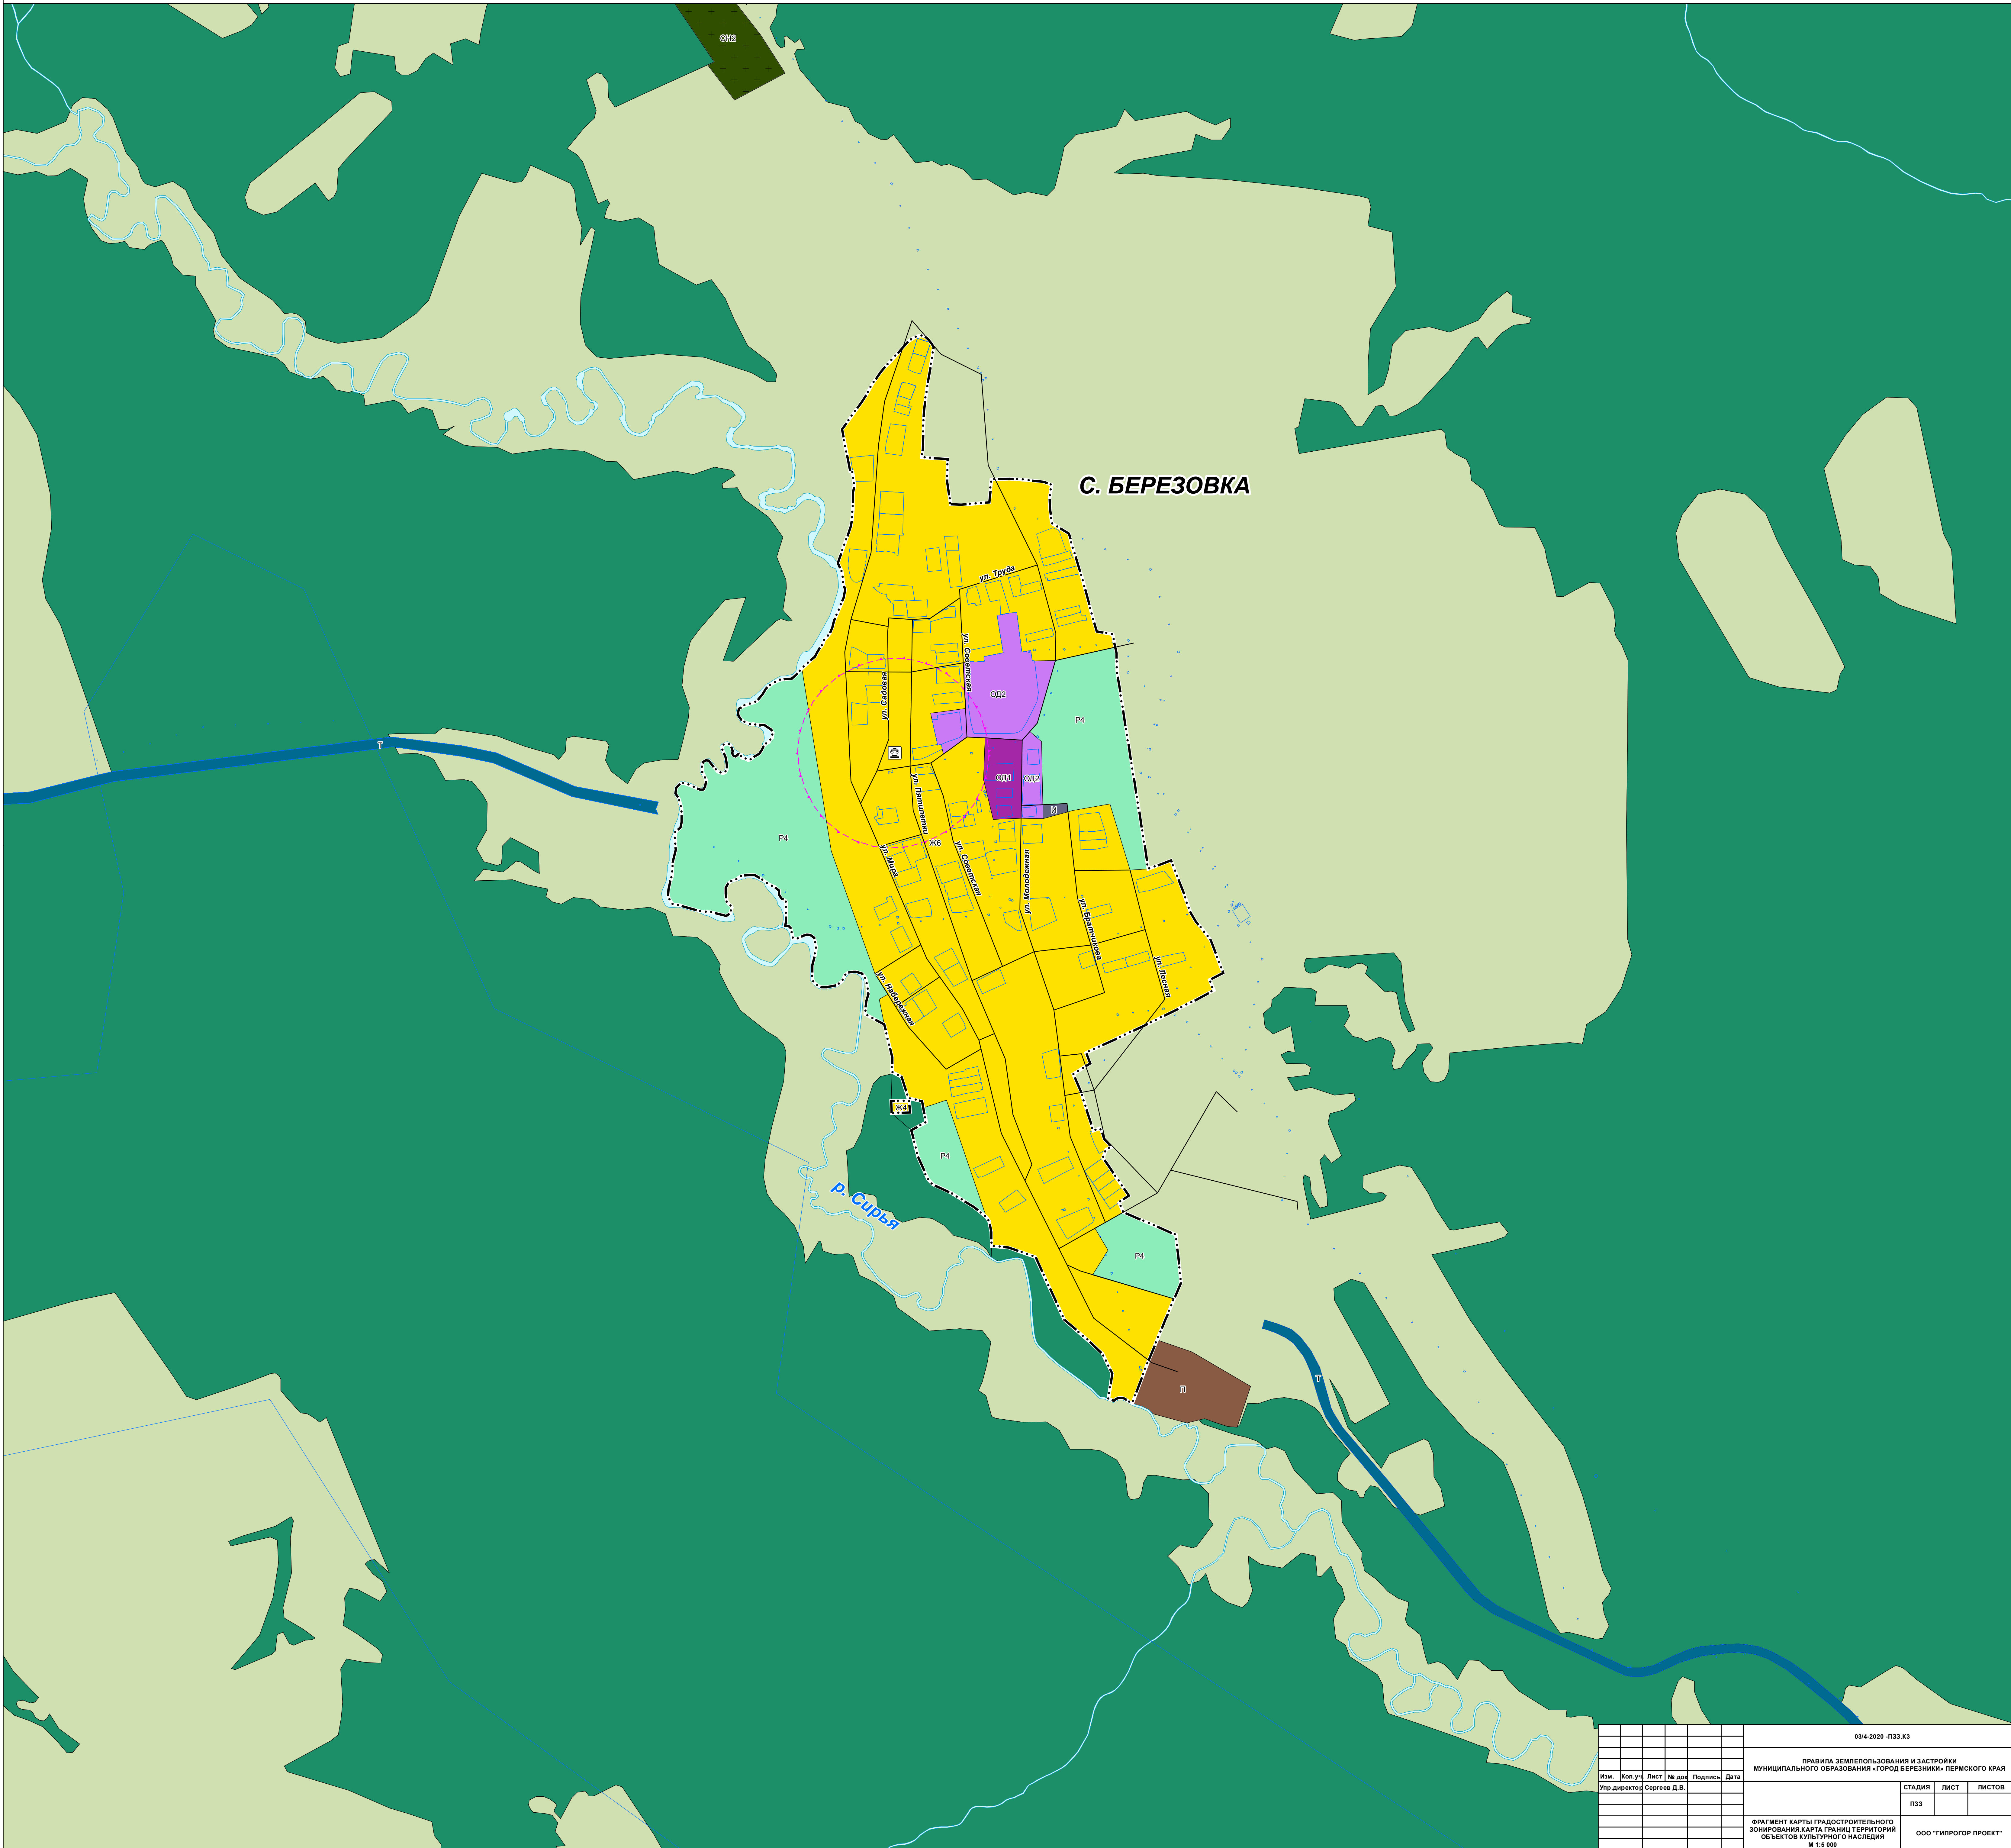 СН2
С. БЕРЕЗОВКА
ул. Труда
ул. Советская
ул. Садовая
ОД2
Р4
Т
ОД1
ОД2
И
ул. Пятилетки
Р4
Ж6
ул. Мира
ул. Советская
ул. Молодежная
ул. Братчикова
ул. Лесная
ул. Набережная
Ж4
Р4
р. Сирья
Р4
Т
П
03/4-2020 -ПЗЗ.К3
ПРАВИЛА ЗЕМЛЕПОЛЬЗОВАНИЯ И ЗАСТРОЙКИ
МУНИЦИПАЛЬНОГО ОБРАЗОВАНИЯ «ГОРОД БЕРЕЗНИКИ» ПЕРМСКОГО КРАЯ
Изм. Кол.уч Лист № док Подпись Дата
Упр.директор Сергеев Д.В.
СТАДИЯ ЛИСТ ЛИСТОВ
ПЗЗ
ФРАГМЕНТ КАРТЫ ГРАДОСТРОИТЕЛЬНОГО
ЗОНИРОВАНИЯ.КАРТА ГРАНИЦ ТЕРРИТОРИЙ
ОБЪЕКТОВ КУЛЬТУРНОГО НАСЛЕДИЯ
М 1:5 000
ООО "ГИПРОГОР ПРОЕКТ"